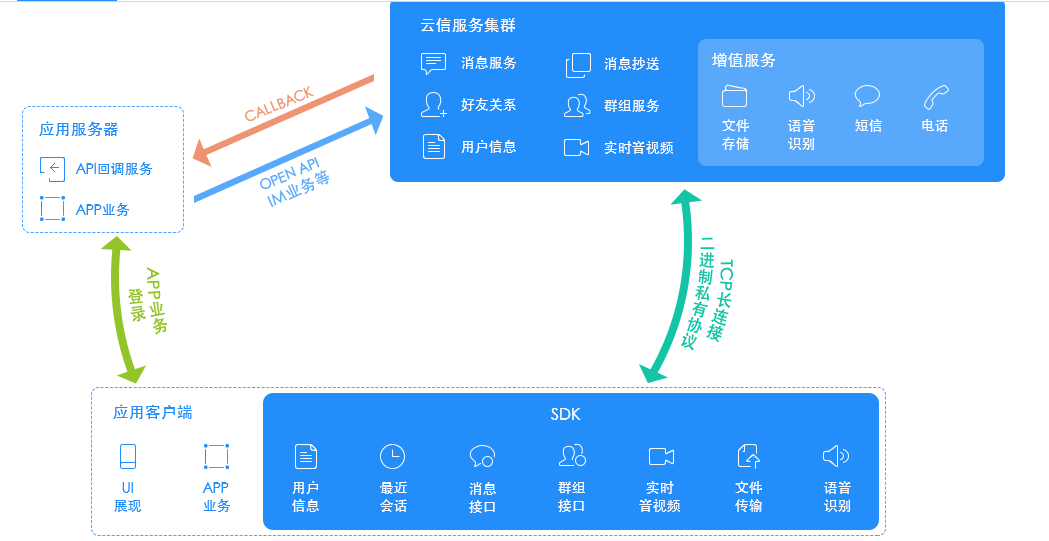 云信服务集群
消息服务
消息抄送
好友关系
群组服务
用户信息
实时音视频
增值服务
文件
存储
语音
识别
短信
电话
CALLBACK
OPEN API
IM业务等
应用服务器
API回调服务
APP业务
APP业务
登录
TCP长连接
二进制私有协议
应用客户端
UI
展现
APP
业务
SDK
用户
信息
最近
会话
消息
接口
群组
接口
实时
音视频
文件
传输
语音
识别